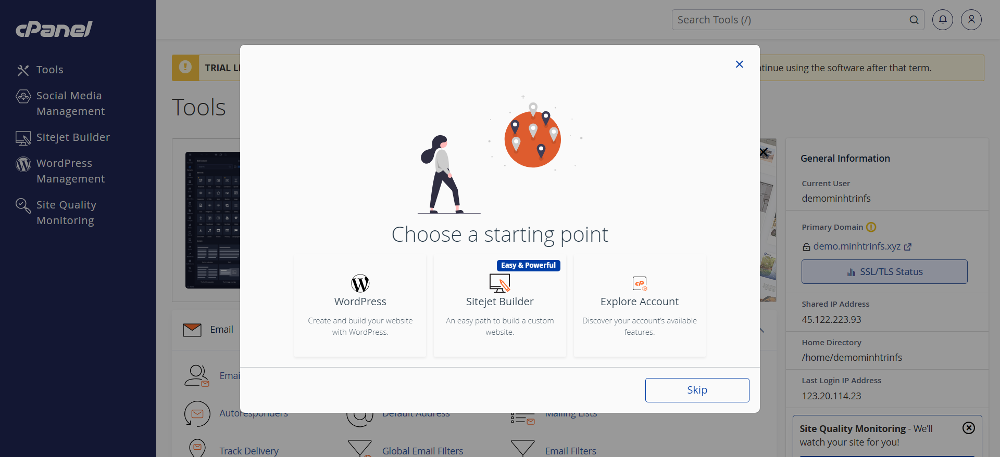 cPanel
Search Tools (/)
Tools
Social Media
Management
Sitejet Builder
WordPress
Management
Site Quality
Monitoring
TRIAL
tinue using the software after that term.
Tools
Choose a starting point
WordPress
Create and build your website
with WordPress.
Easy & Powerful
Sitejet Builder
An easy path to build a custom
website.
cP
Explore Account
Discover your account's available
features.
Skip
General Information
Current User
demominhtrinfs
Primary Domain
demo.minhtrinfs.xyz
SSL/TLS Status
Shared IP Address
45.122.223.93
Home Directory
/home/demominhtrinfs
Last Login IP Address
123.20.114.23
Site Quality Monitoring - We'll
watch your site for you!
Email
Emai
Autoresponders
Default Address
Mailing Lists
Track Delivery
Global Email Filters
Email Filters